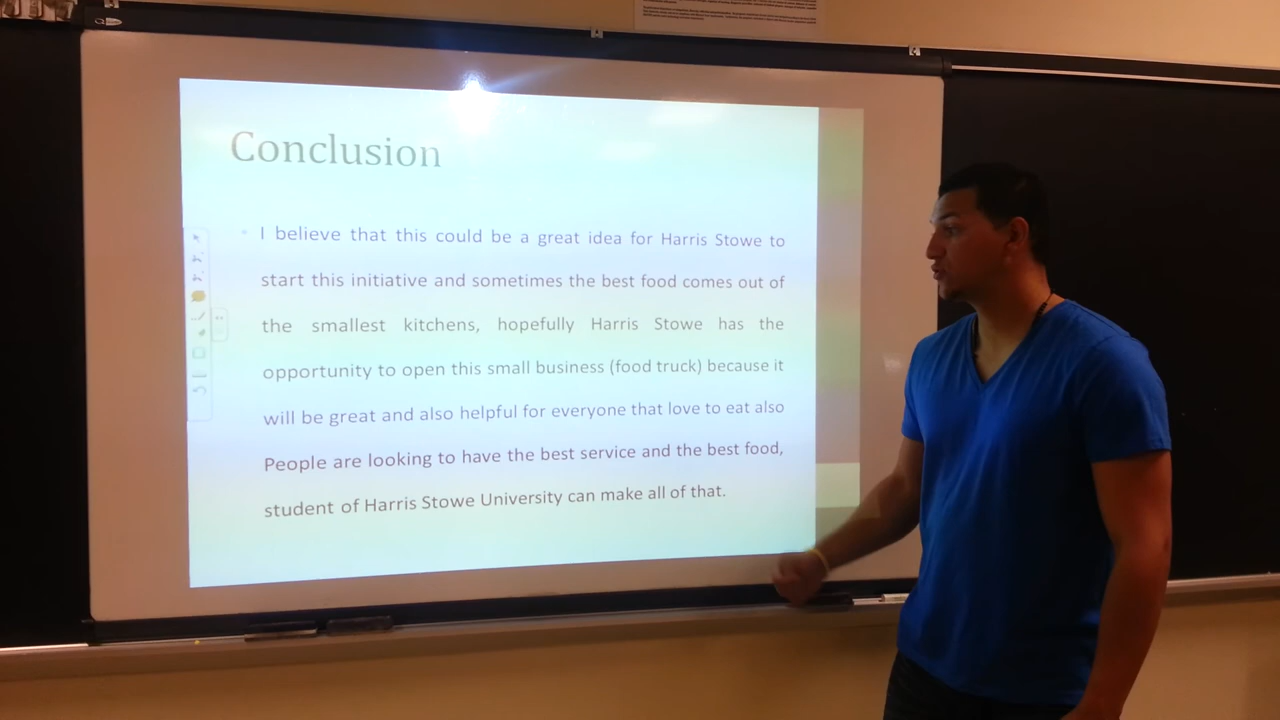 Conclusion
I believe that this could be a great idea for Harris Stowe to
start this initiative and sometimes the best food comes out of
the smallest kitchens, hopefully Harris Stowe has the
opportunity to open this small business (food truck) because it
will be great and also helpful for everyone that love to eat also
People are looking to have the best service and the best food,
student of Harris Stowe University can make all of that.